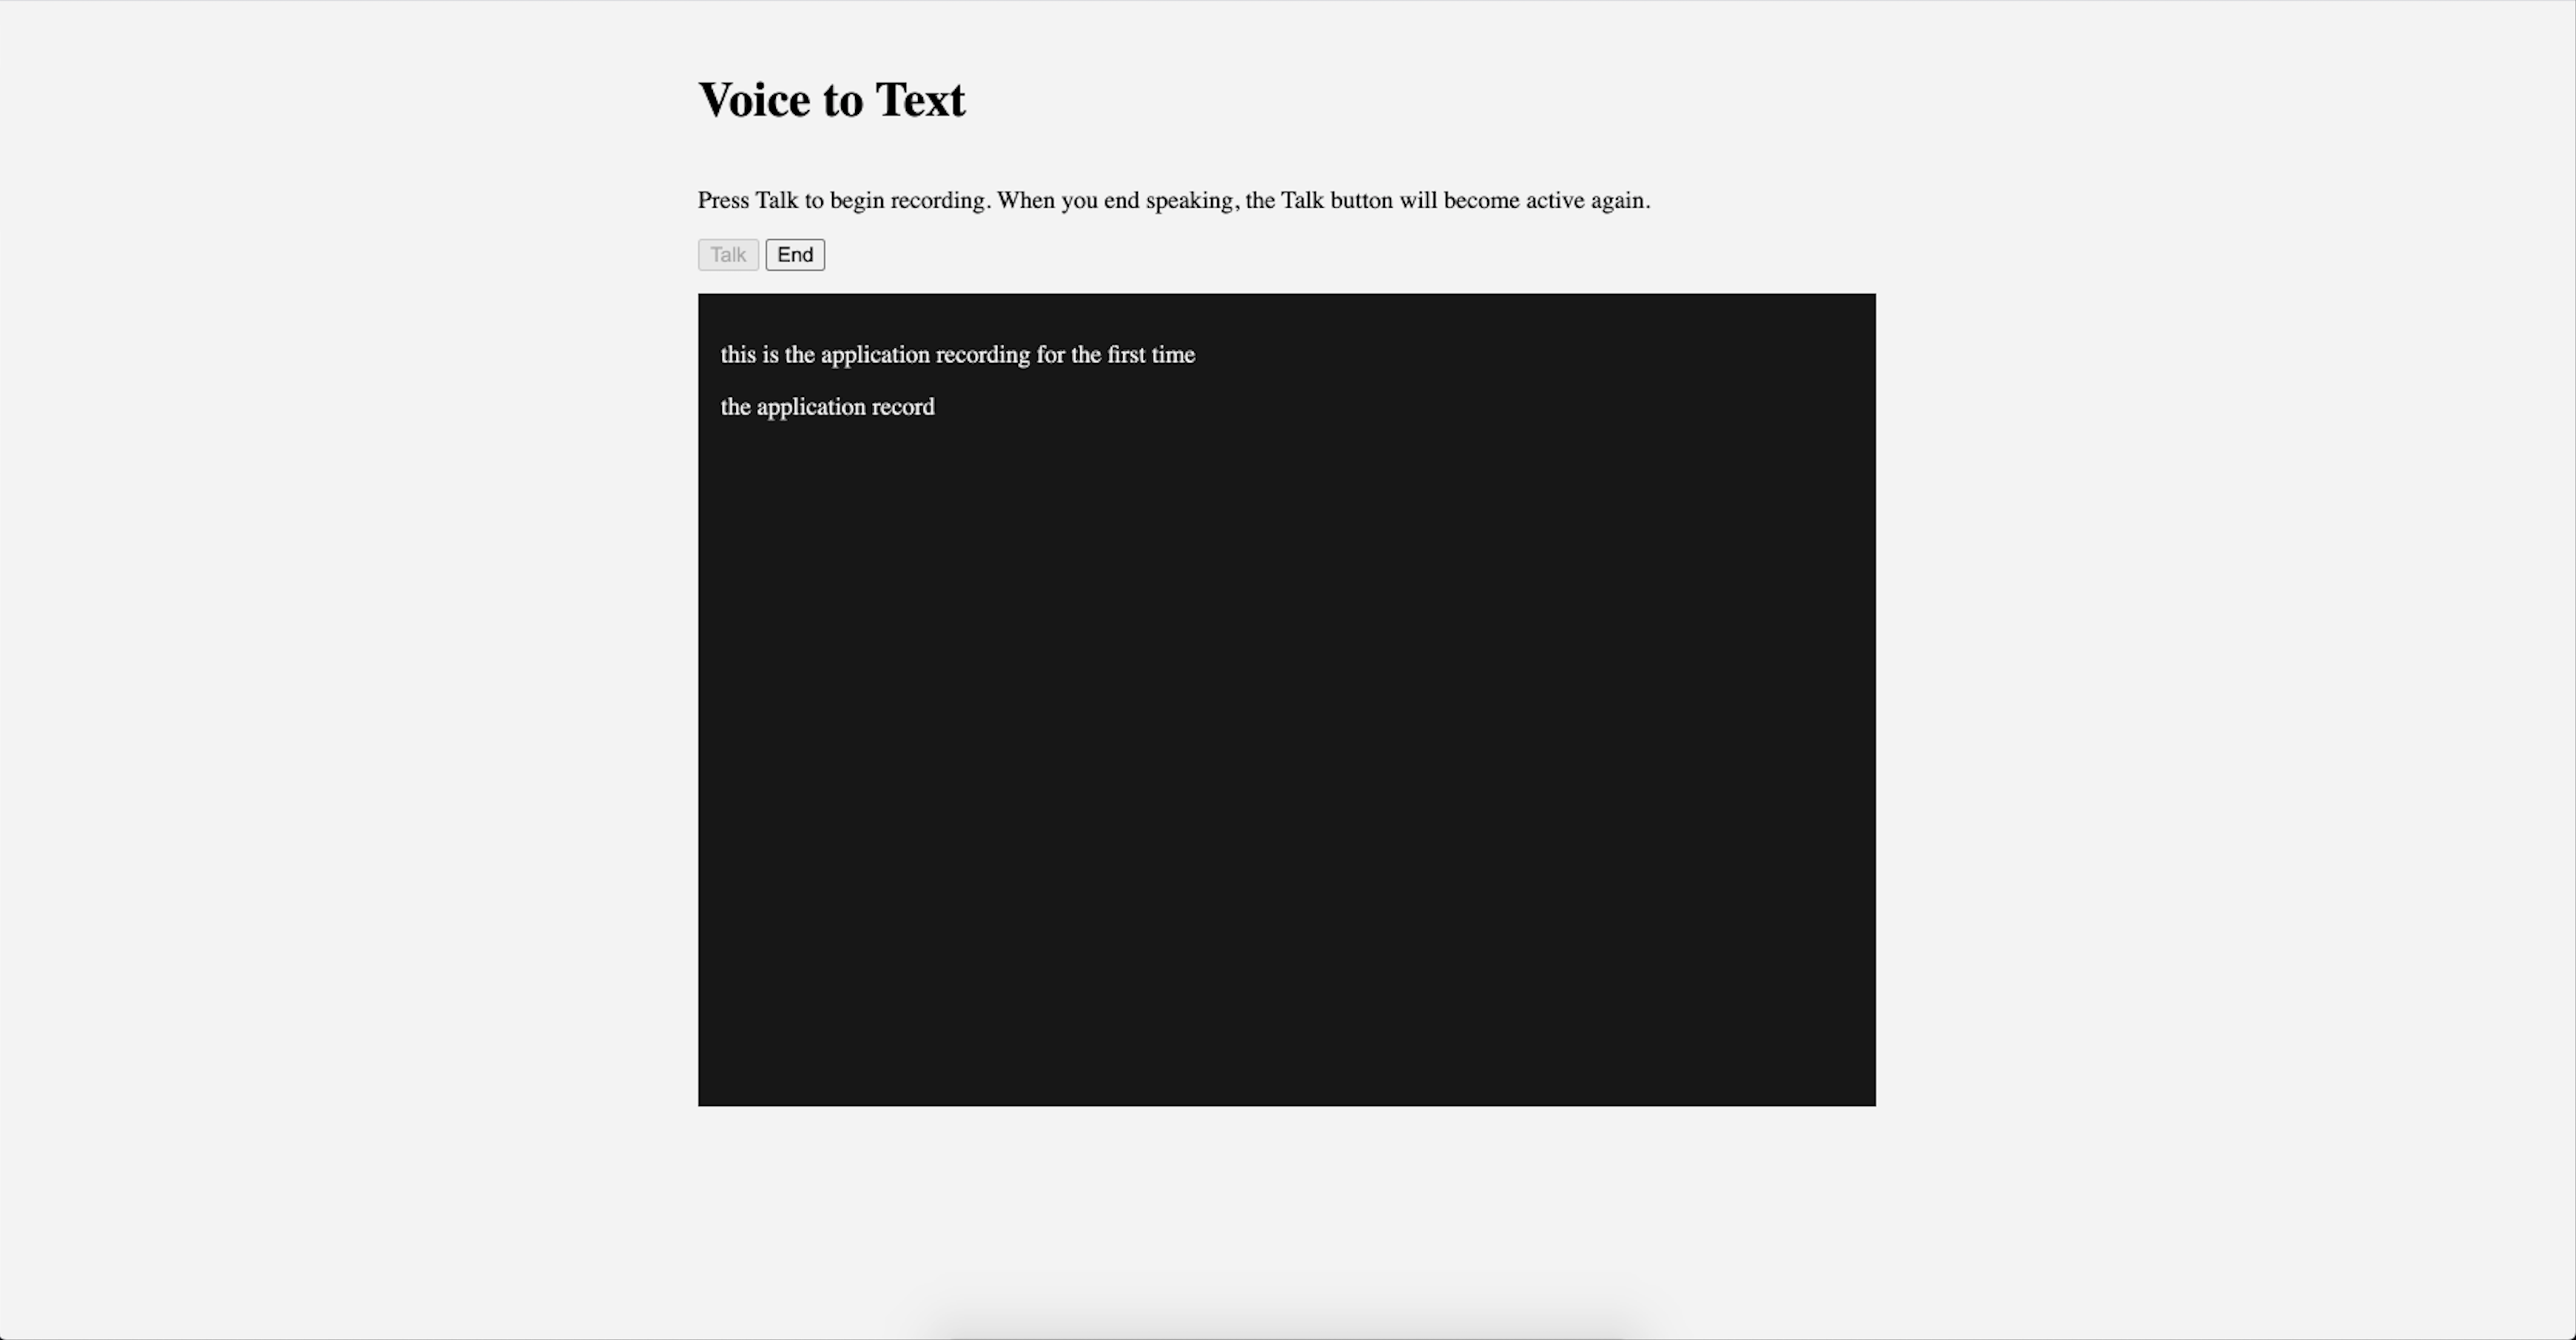 Voice to Text
Press Talk to begin recording. When you end speaking, the Talk button will become active again.
Talk End
this is the application recording for the first time
the application record